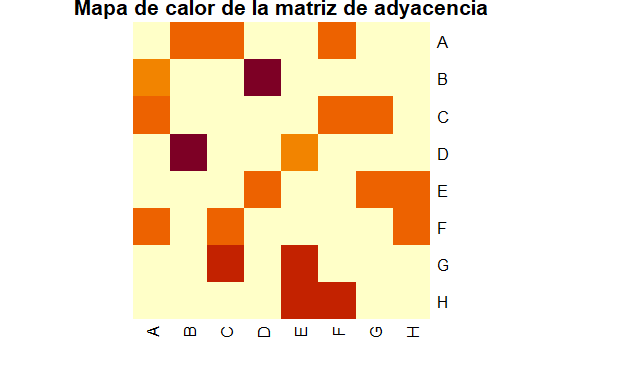 Mapa de calor de la matriz de adyacencia
A
B
C
D
E
F
G
H
A B C D E F G H